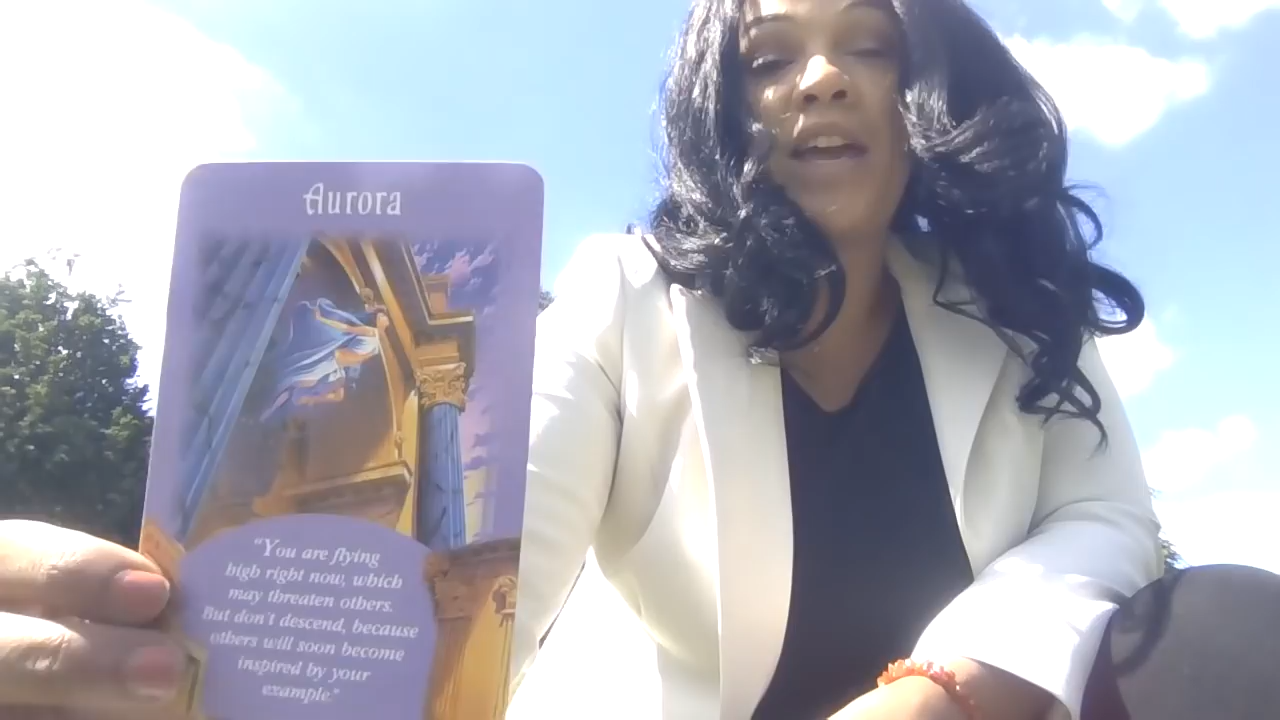 Aurora
"You are flying
high right now, which
may threaten others.
But don't descend, because
others will soon become
inspired by your
example."